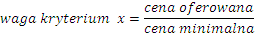 waga kryterium x = cena oferowana / cena minimalna